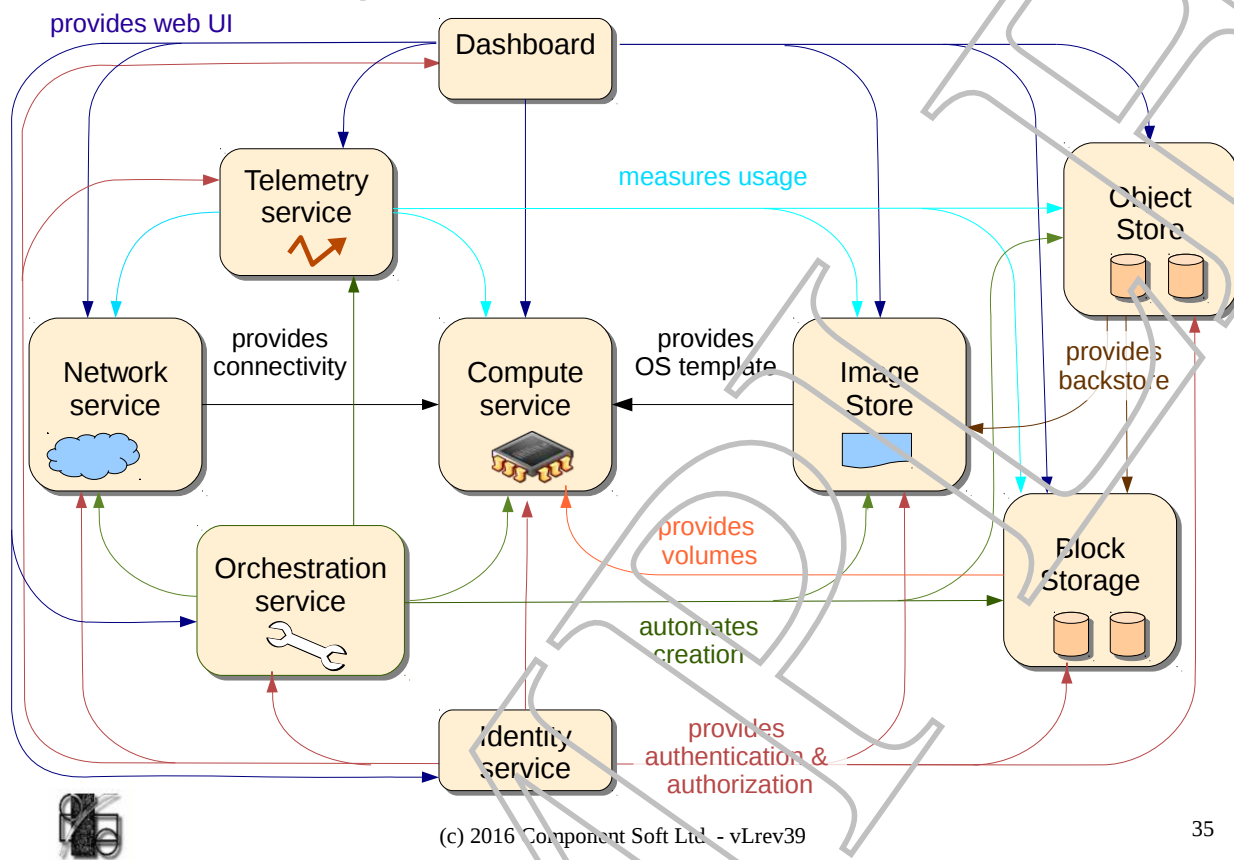 provides web UI
Dashboard
Telemetry
service
measures usage
Object
Store
Network
service
provides
connectivity
Compute
service
provides
OS template
Image
Store
provides
backstore
Orchestration
service
provides
volumes
Block
Storage
automates
creation
Identity
service
provides
authentication &
authorization
(c) 2016 Component Soft Ltd. - vLrev39
35